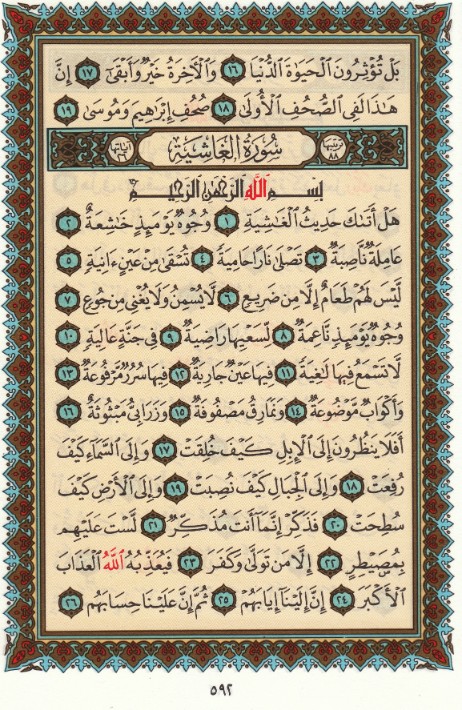 بَلْ تُؤْثِرُونَ الْحَيَوٰةَ الدُّنْيَا ١٦ وَالْآخِرَةُ خَيْرٌ وَأَبْقَىٰ ١٧ إِنَّ
هَٰذَا لَفِي الصُّحُفِ الْأُولَىٰ ١٨ صُحُفِ إِبْرَٰهِيمَ وَمُوسَىٰ ١٩
ترتيبها ٨٨ سُورَةُ الْغَاشِيَةِ آياتها ٢٦
بِسْمِ اللَّهِ الرَّحْمَٰنِ الرَّحِيمِ
هَلْ أَتَىٰكَ حَدِيثُ الْغَٰشِيَةِ ١ وُجُوهٌ يَوْمَئِذٍ خَٰشِعَةٌ ٢
عَامِلَةٌ نَّاصِبَةٌ ٣ تَصْلَىٰ نَارًا حَامِيَةً ٤ تُسْقَىٰ مِنْ عَيْنٍ ءَانِيَةٍ ٥
لَّيْسَ لَهُمْ طَعَامٌ إِلَّا مِن ضَرِيعٍ ٦ لَّا يُسْمِنُ وَلَا يُغْنِي مِن جُوعٍ ٧
وُجُوهٌ يَوْمَئِذٍ نَّاعِمَةٌ ٨ لِّسَعْيِهَا رَاضِيَةٌ ٩ فِي جَنَّةٍ عَالِيَةٍ ١٠
لَّا تَسْمَعُ فِيهَا لَٰغِيَةً ١١ فِيهَا عَيْنٌ جَارِيَةٌ ١٢ فِيهَا سُرُرٌ مَّرْفُوعَةٌ ١٣
وَأَكْوَابٌ مَّوْضُوعَةٌ ١٤ وَنَمَارِقُ مَصْفُوفَةٌ ١٥ وَزَرَابِيُّ مَبْثُوثَةٌ ١٦
أَفَلَا يَنظُرُونَ إِلَى الْإِبِلِ كَيْفَ خُلِقَتْ ١٧ وَإِلَى السَّمَاءِ كَيْفَ
رُفِعَتْ ١٨ وَإِلَى الْجِبَالِ كَيْفَ نُصِبَتْ ١٩ وَإِلَى الْأَرْضِ كَيْفَ
سُطِحَتْ ٢٠ فَذَكِّرْ إِنَّمَا أَنتَ مُذَكِّرٌ ٢١ لَّسْتَ عَلَيْهِم
بِمُصَيْطِرٍ ٢٢ إِلَّا مَن تَوَلَّىٰ وَكَفَرَ ٢٣ فَيُعَذِّبُهُ اللَّهُ الْعَذَابَ
الْأَكْبَرَ ٢٤ إِنَّ إِلَيْنَا إِيَابَهُمْ ٢٥ ثُمَّ إِنَّ عَلَيْنَا حِسَابَهُم ٢٦
٥٩٢